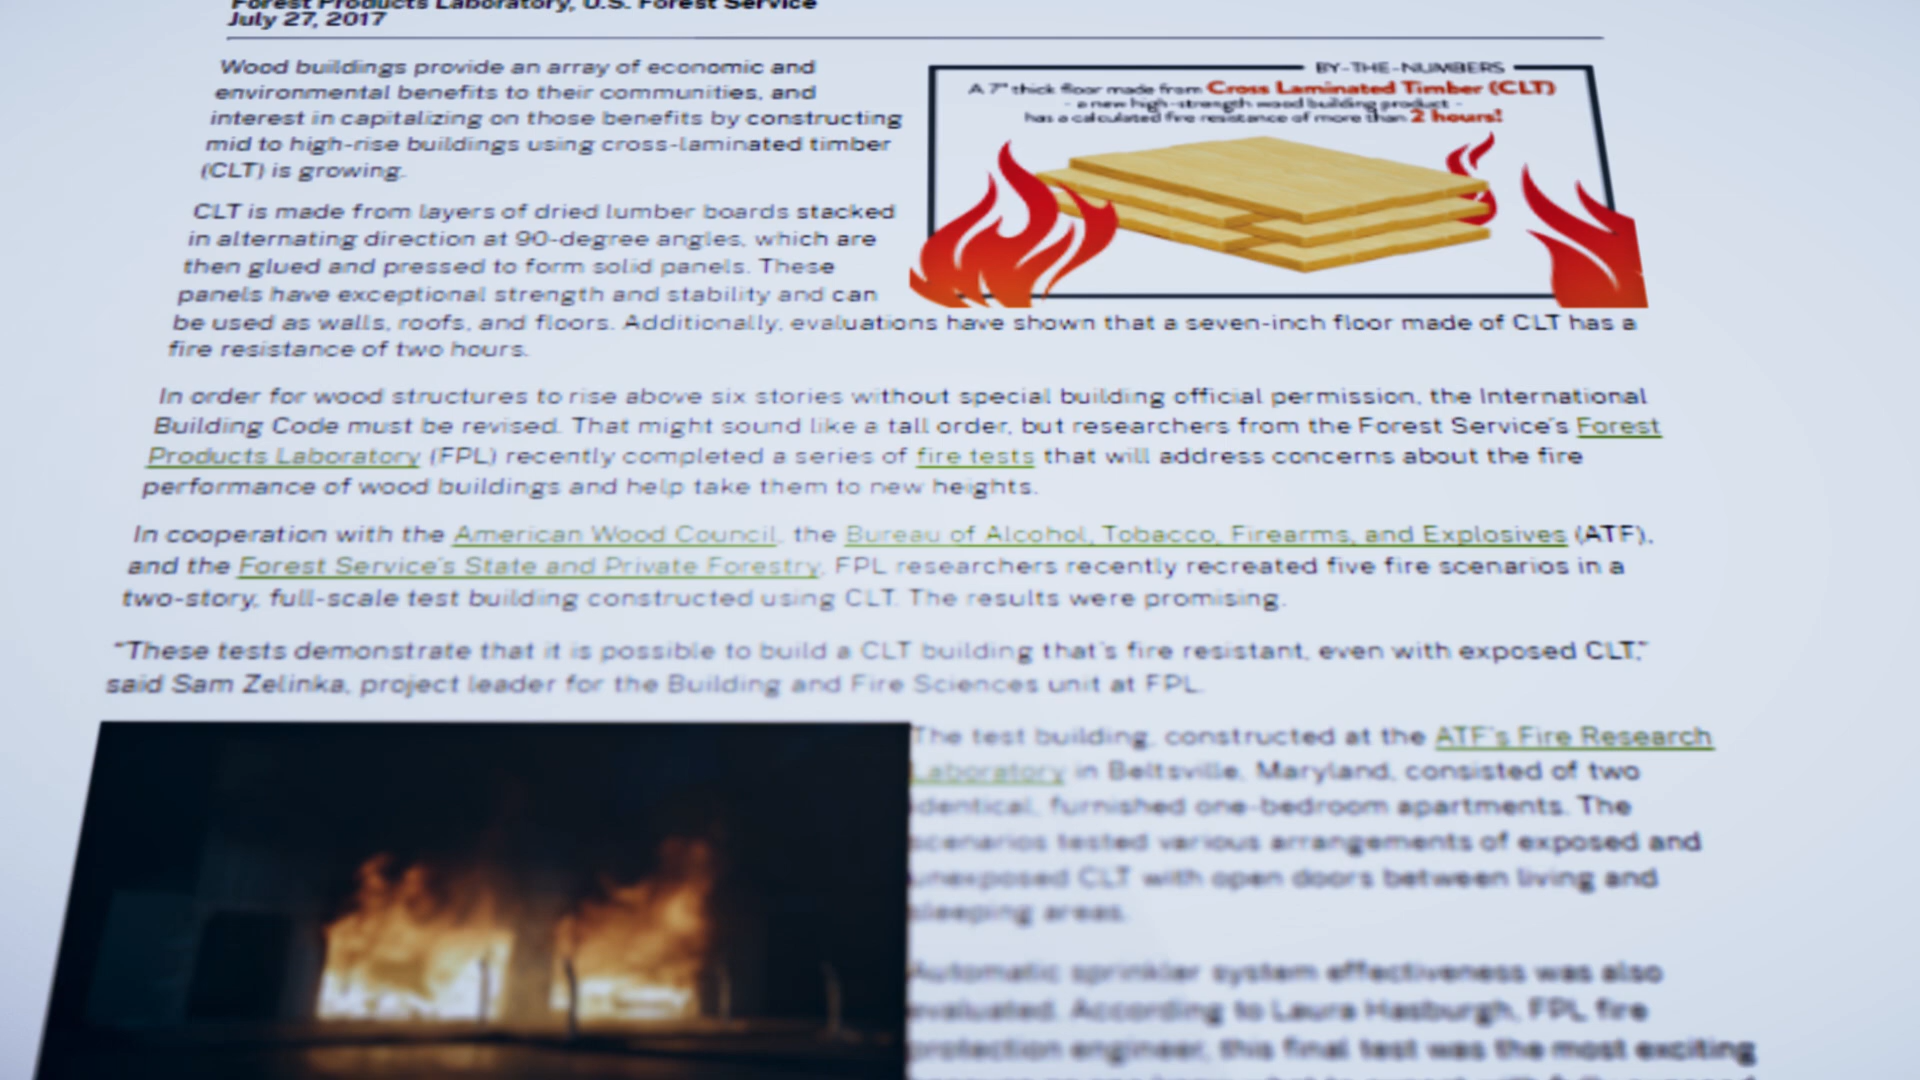 Forest Products Laboratory, U.S. Forest Service
July 27, 2017
Wood buildings provide an array of economic and
environmental benefits to their communities, and
interest in capitalizing on those benefits by constructing
mid to high-rise buildings using cross-laminated timber
(CLT) is growing.
BY-THE-NUMBERS
A 7" thick floor made from Cross Laminated Timber (CLT)
- a new high-strength wood building product -
has a calculated fire resistance of more than 2 hours!
CLT is made from layers of dried lumber boards stacked
in alternating direction at 90-degree angles, which are
then glued and pressed to form solid panels. These
panels have exceptional strength and stability and can
be used as walls, roofs, and floors. Additionally, evaluations have shown that a seven-inch floor made of CLT has a
fire resistance of two hours.
In order for wood structures to rise above six stories without special building official permission, the International
Building Code must be revised. That might sound like a tall order, but researchers from the Forest Service's Forest
Products Laboratory (FPL) recently completed a series of fire tests that will address concerns about the fire
performance of wood buildings and help take them to new heights.
In cooperation with the American Wood Council, the Bureau of Alcohol, Tobacco, Firearms, and Explosives (ATF),
and the Forest Service's State and Private Forestry, FPL researchers recently recreated five fire scenarios in a
two-story, full-scale test building constructed using CLT. The results were promising.
"These tests demonstrate that it is possible to build a CLT building that's fire resistant, even with exposed CLT,"
said Sam Zelinka, project leader for the Building and Fire Sciences unit at FPL.
The test building, constructed at the ATF's Fire Research
Laboratory in Beltsville, Maryland, consisted of two
identical, furnished one-bedroom apartments. The
scenarios tested various arrangements of exposed and
unexposed CLT with open doors between living and
sleeping areas.
Automatic sprinkler system effectiveness was also
evaluated. According to Laura Hasburgh, FPL fire
protection engineer, this final test was the most exciting